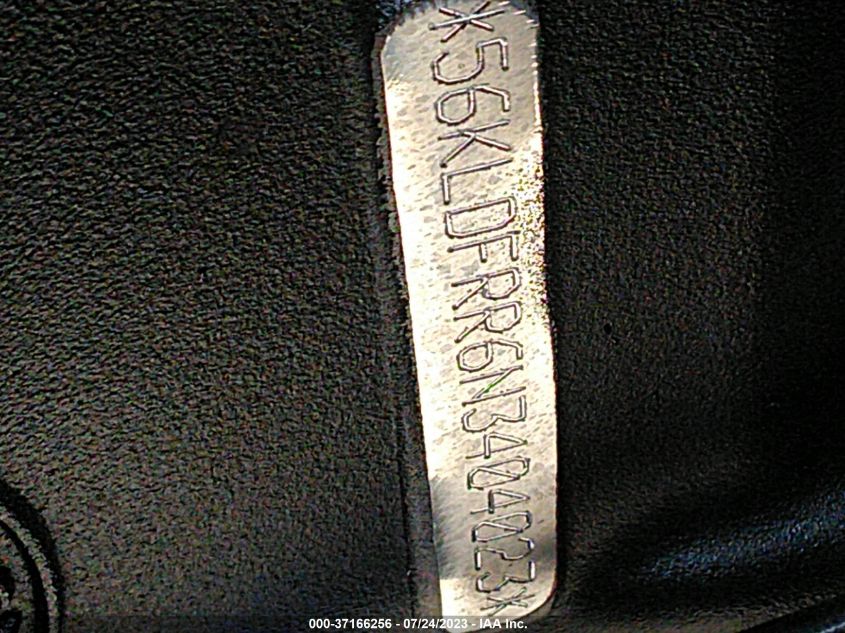 *56KLDFRR6N3404023*
000-37166256 - 07/24/2023 - IAA Inc.